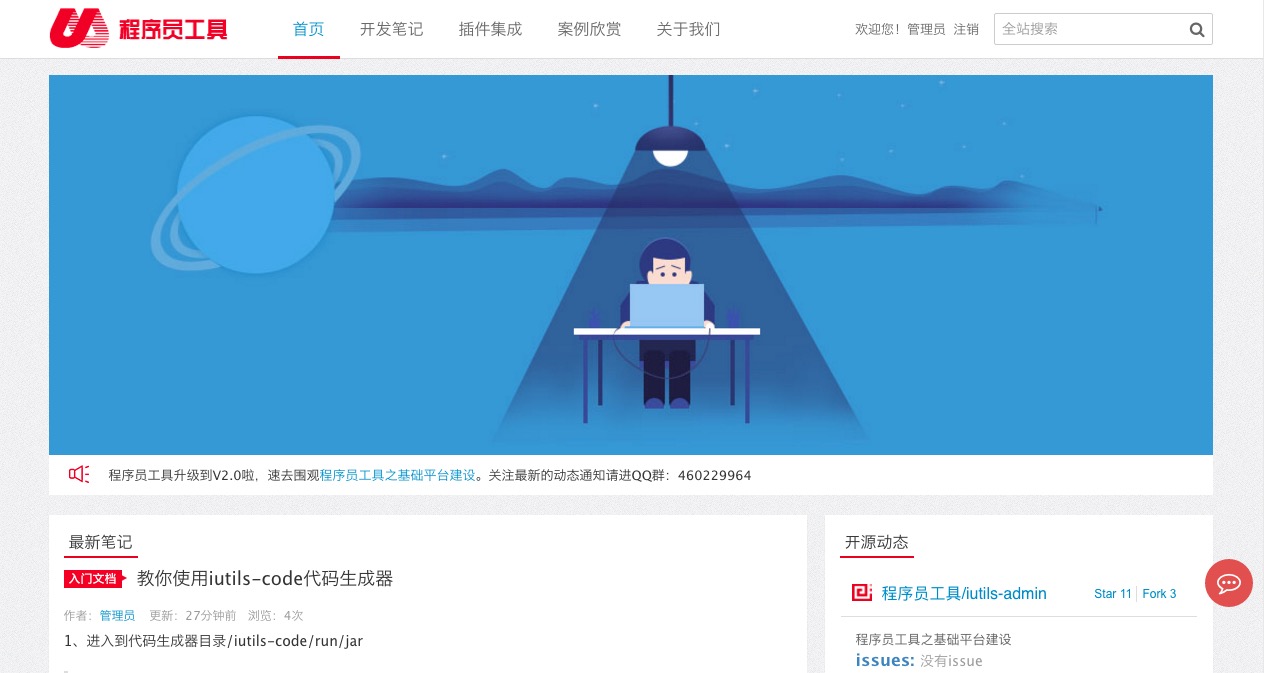 程序员工具 首页 开发笔记 插件集成 案例欣赏 关于我们 欢迎您！管理员 注销 全站搜索
程序员工具升级到V2.0啦，速去围观程序员工具之基础平台建设。关注最新的动态通知请进QQ群：460229964
最新笔记
入门文档 教你使用iutils-code代码生成器
作者：管理员 更新：27分钟前 浏览：4次
1、进入到代码生成器目录/iutils-code/run/jar
开源动态
程序员工具/iutils-admin Star 11 Fork 3
程序员工具之基础平台建设
issues: 没有issue